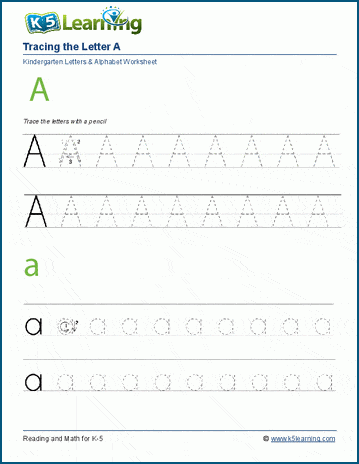 K5 Learning
Tracing the Letter A
Kindergarten Letters & Alphabet Worksheet
A
Trace the letters with a pencil
A A A A A A A A A
A A A A A A A A A
a
a a a a a a a a a a
a a a a a a a a a a
Reading and Math for K-5
© www.k5learning.com